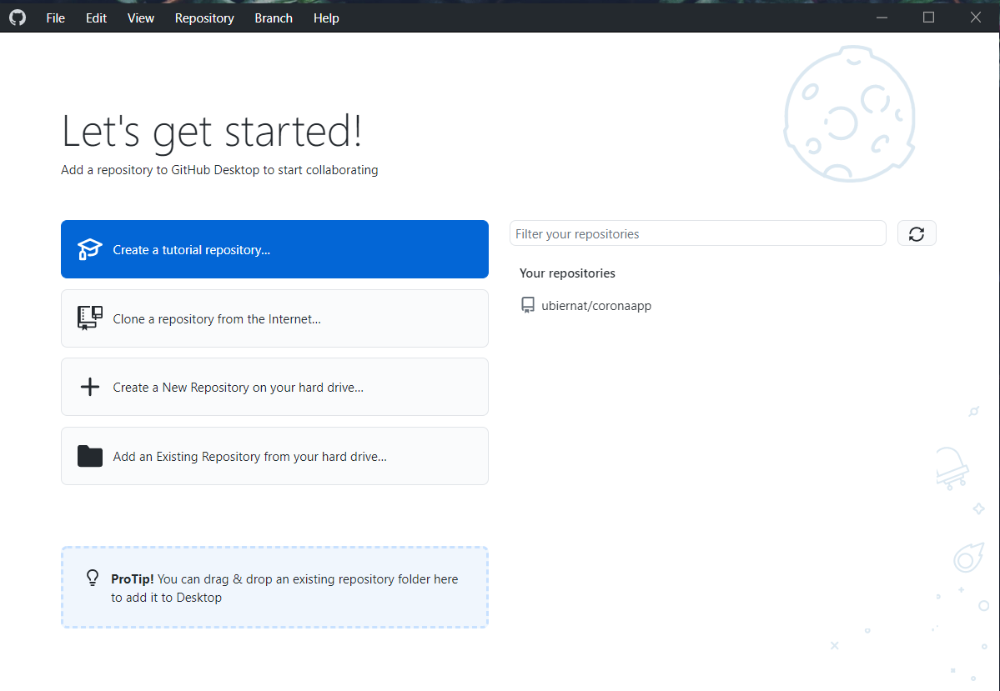 File Edit View Repository Branch Help
Let's get started!
Add a repository to GitHub Desktop to start collaborating
Create a tutorial repository...
Clone a repository from the Internet...
Create a New Repository on your hard drive...
Add an Existing Repository from your hard drive...
ProTip! You can drag & drop an existing repository folder here
to add it to Desktop
Filter your repositories
Your repositories
ubiernat/coronaapp